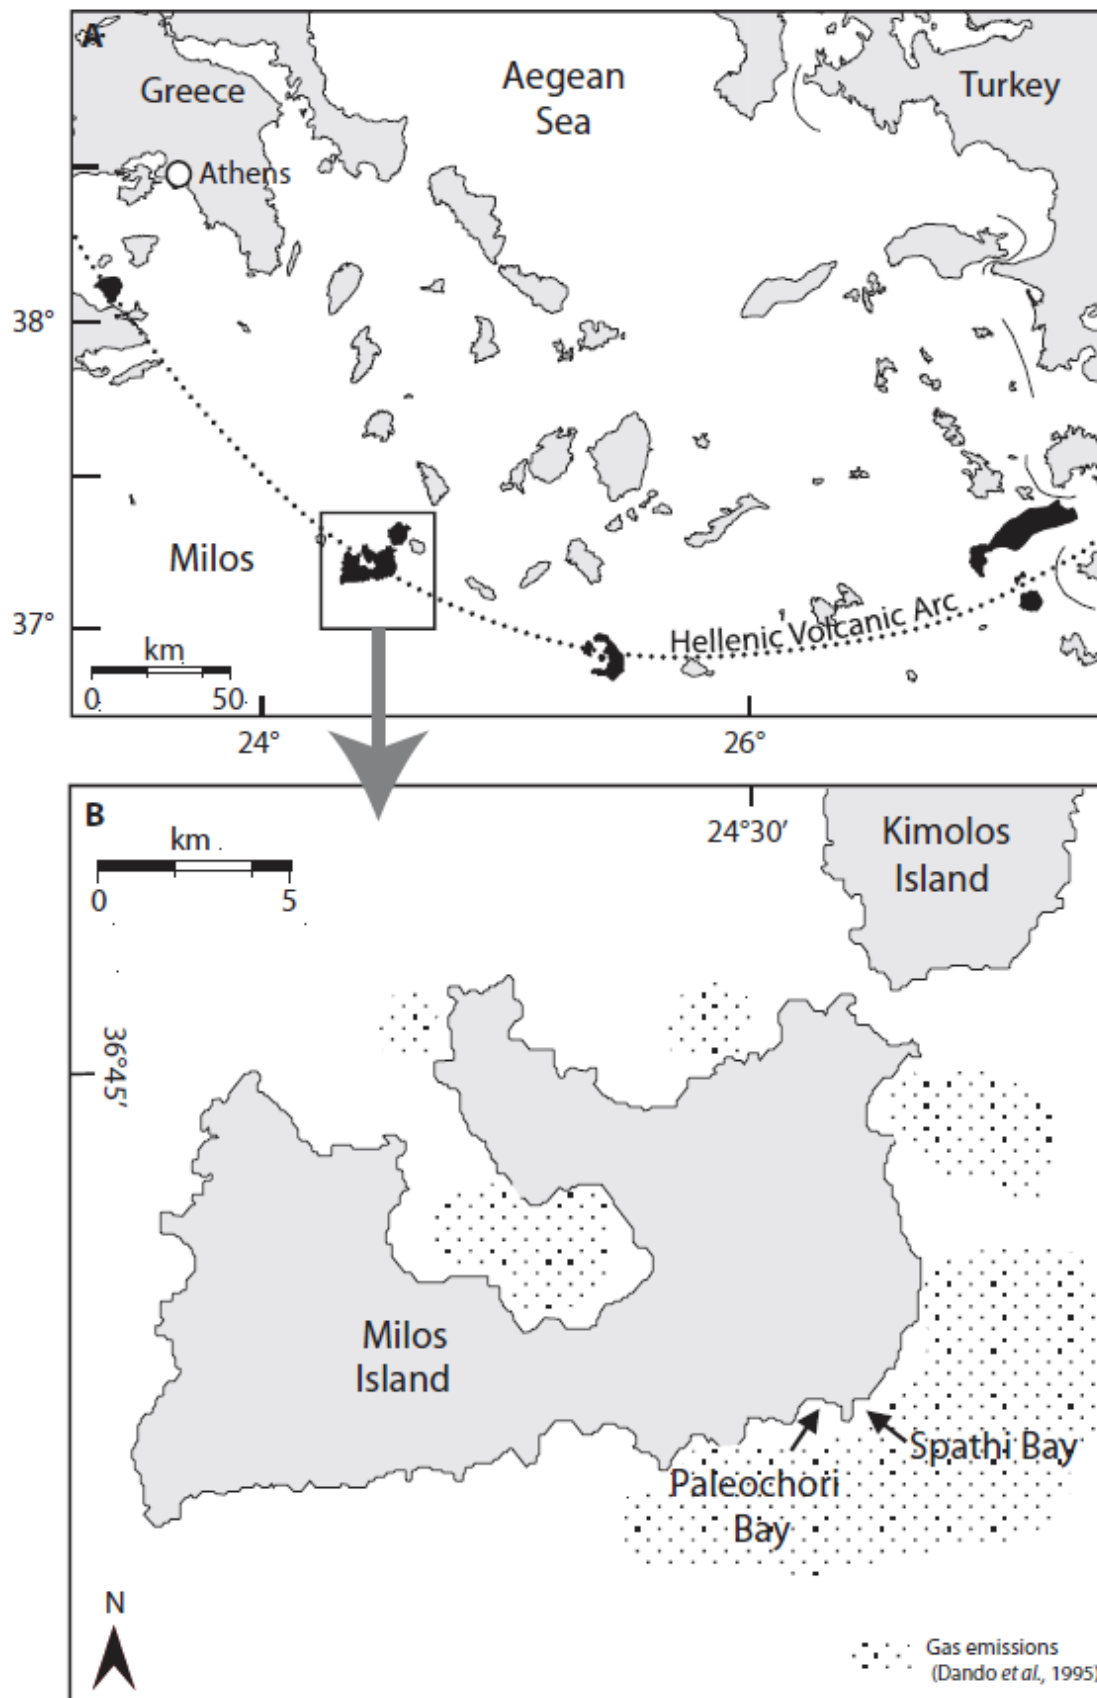 A
Greece
Aegean
Sea
Turkey
Athens
38°
Milos
37°
Hellenic Volcanic Arc
km
0
50
24°
26°
B
km
0
5
24°30'
Kimolos
Island
36°45'
Milos
Island
Spathi Bay
Paleochori
Bay
N
Gas emissions
(Dando et al., 1995)